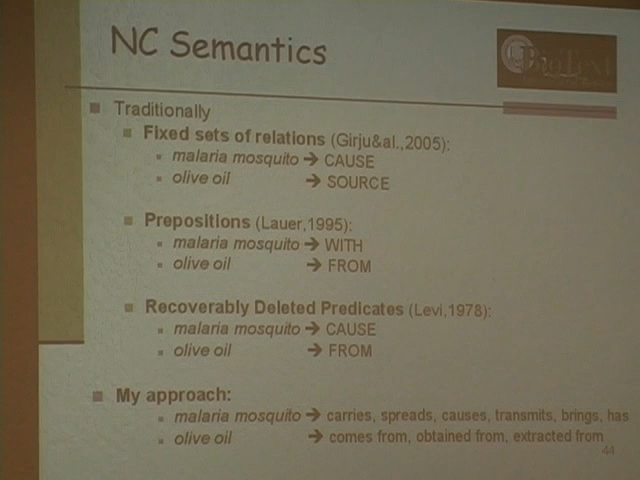 NC Semantics
BioText
Traditionally
Fixed sets of relations (Girju&al.,2005):
malaria mosquito ➔ CAUSE
olive oil ➔ SOURCE
Prepositions (Lauer,1995):
malaria mosquito ➔ WITH
olive oil ➔ FROM
Recoverably Deleted Predicates (Levi,1978):
malaria mosquito ➔ CAUSE
olive oil ➔ FROM
My approach:
malaria mosquito ➔ carries, spreads, causes, transmits, brings, has
olive oil ➔ comes from, obtained from, extracted from
44